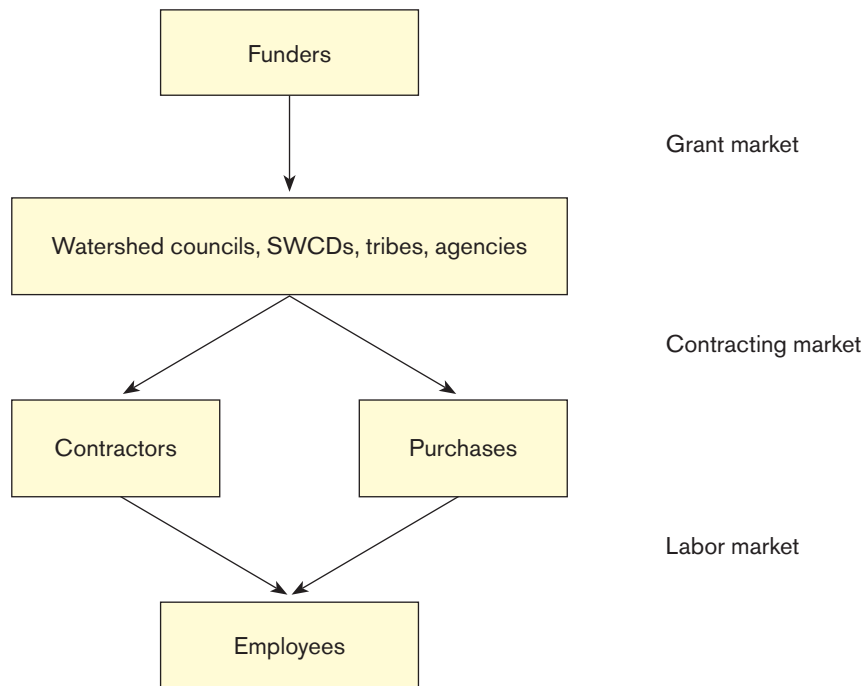 Funders
Grant market
Watershed councils, SWCDs, tribes, agencies
Contracting market
Contractors
Purchases
Labor market
Employees